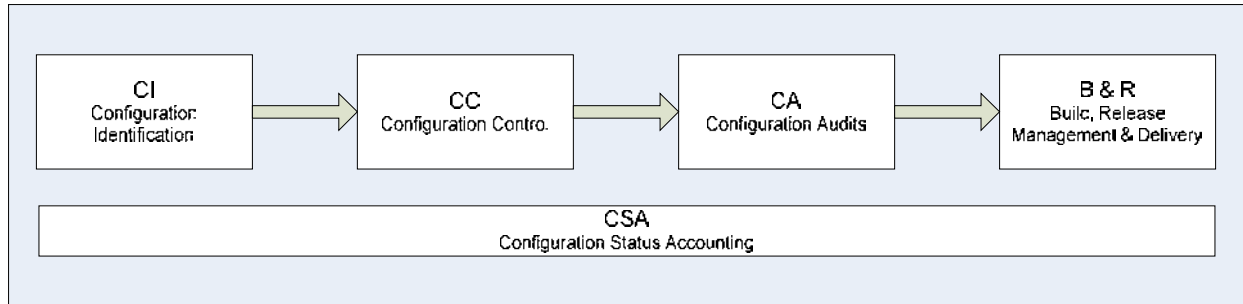 CI
Configuration
Identification
CC
Configuration Control
CA
Configuration Audits
B & R
Build, Release
Management & Delivery
CSA
Configuration Status Accounting